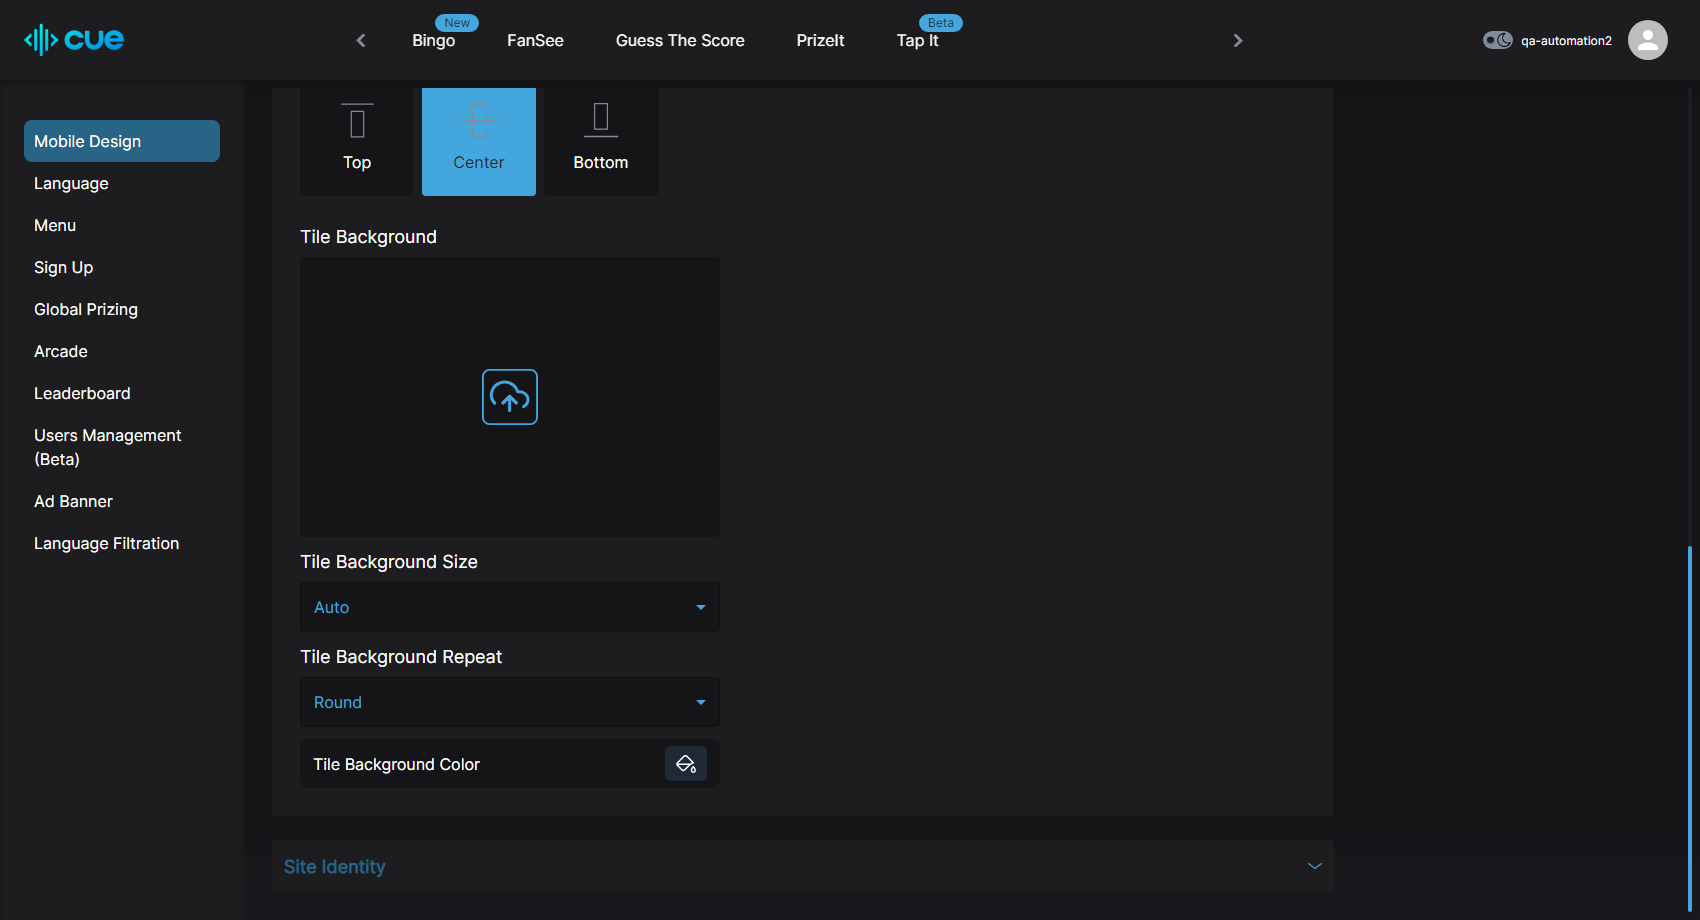 cue
New
Bingo
FanSee
Guess The Score
PrizeIt
Beta
Tap It
qa-automation2
Mobile Design
Language
Menu
Sign Up
Global Prizing
Arcade
Leaderboard
Users Management
(Beta)
Ad Banner
Language Filtration
Top
Center
Bottom
Tile Background
Tile Background Size
Auto
Tile Background Repeat
Round
Tile Background Color
Site Identity